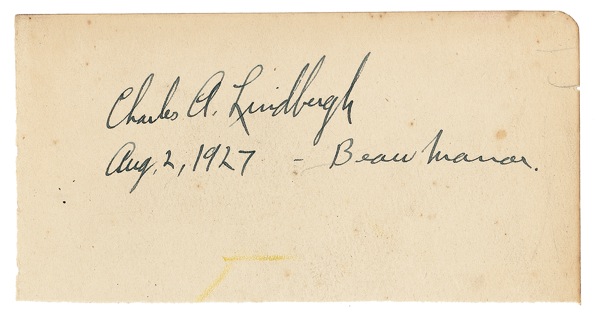 Charles A. Lindbergh
Aug. 2, 1927 - Beau Manor.